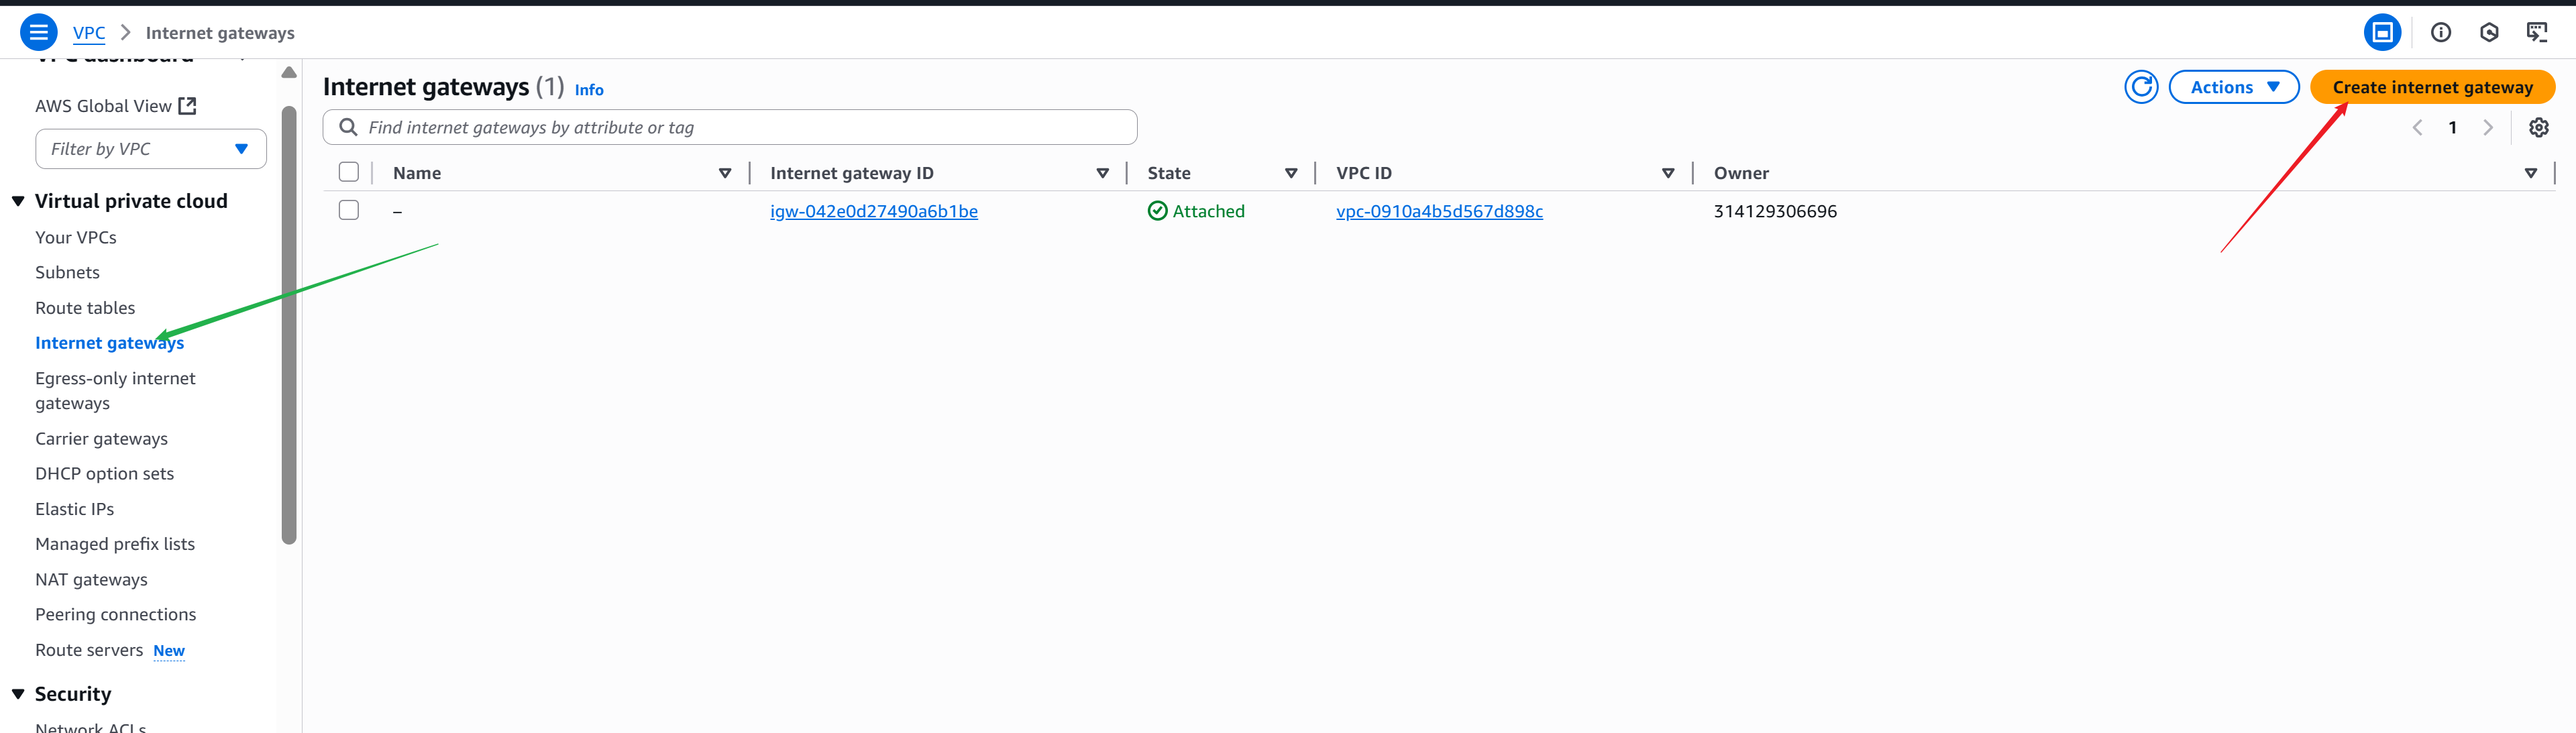 VPC > Internet gateways
VPC dashboard
AWS Global View
Filter by VPC
Virtual private cloud
Your VPCs
Subnets
Route tables
Internet gateways
Egress-only internet
gateways
Carrier gateways
DHCP option sets
Elastic IPs
Managed prefix lists
NAT gateways
Peering connections
Route servers New
Security
Network ACLs
Internet gateways (1) Info
Actions
Create internet gateway
Find internet gateways by attribute or tag
1
Name Internet gateway ID State VPC ID Owner
– igw-042e0d27490a6b1be Attached vpc-0910a4b5d567d898c 314129306696